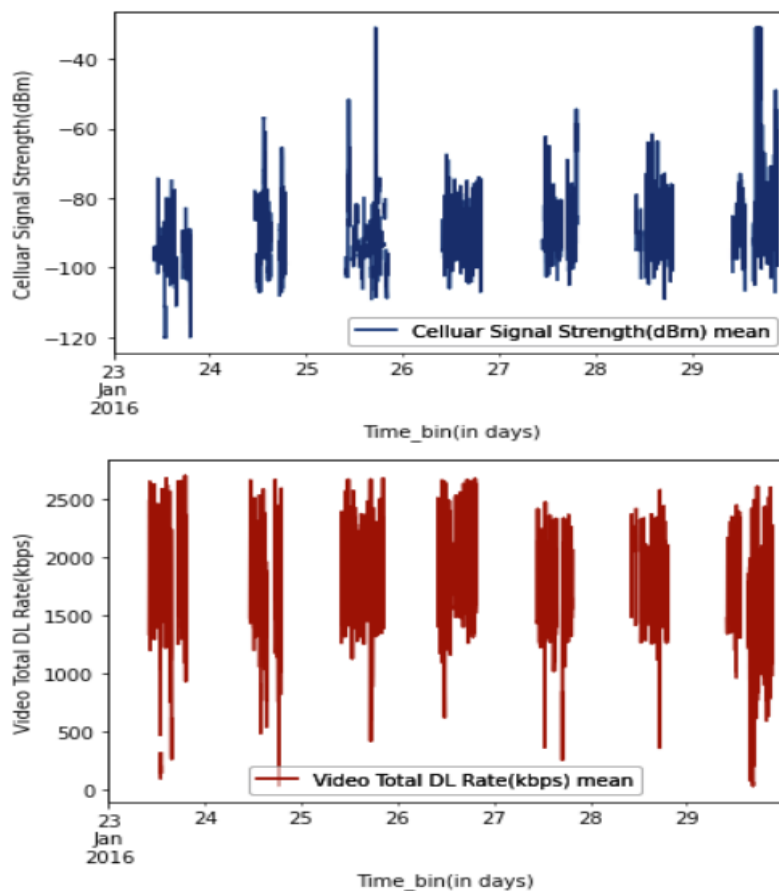 Celluar Signal Strength(dBm)
−40
−60
−80
−100
−120
Celluar Signal Strength(dBm) mean
23 24 25 26 27 28 29
Jan
2016
Time_bin(in days)
Video Total DL Rate(kbps)
2500
2000
1500
1000
500
0
Video Total DL Rate(kbps) mean
23 24 25 26 27 28 29
Jan
2016
Time_bin(in days)